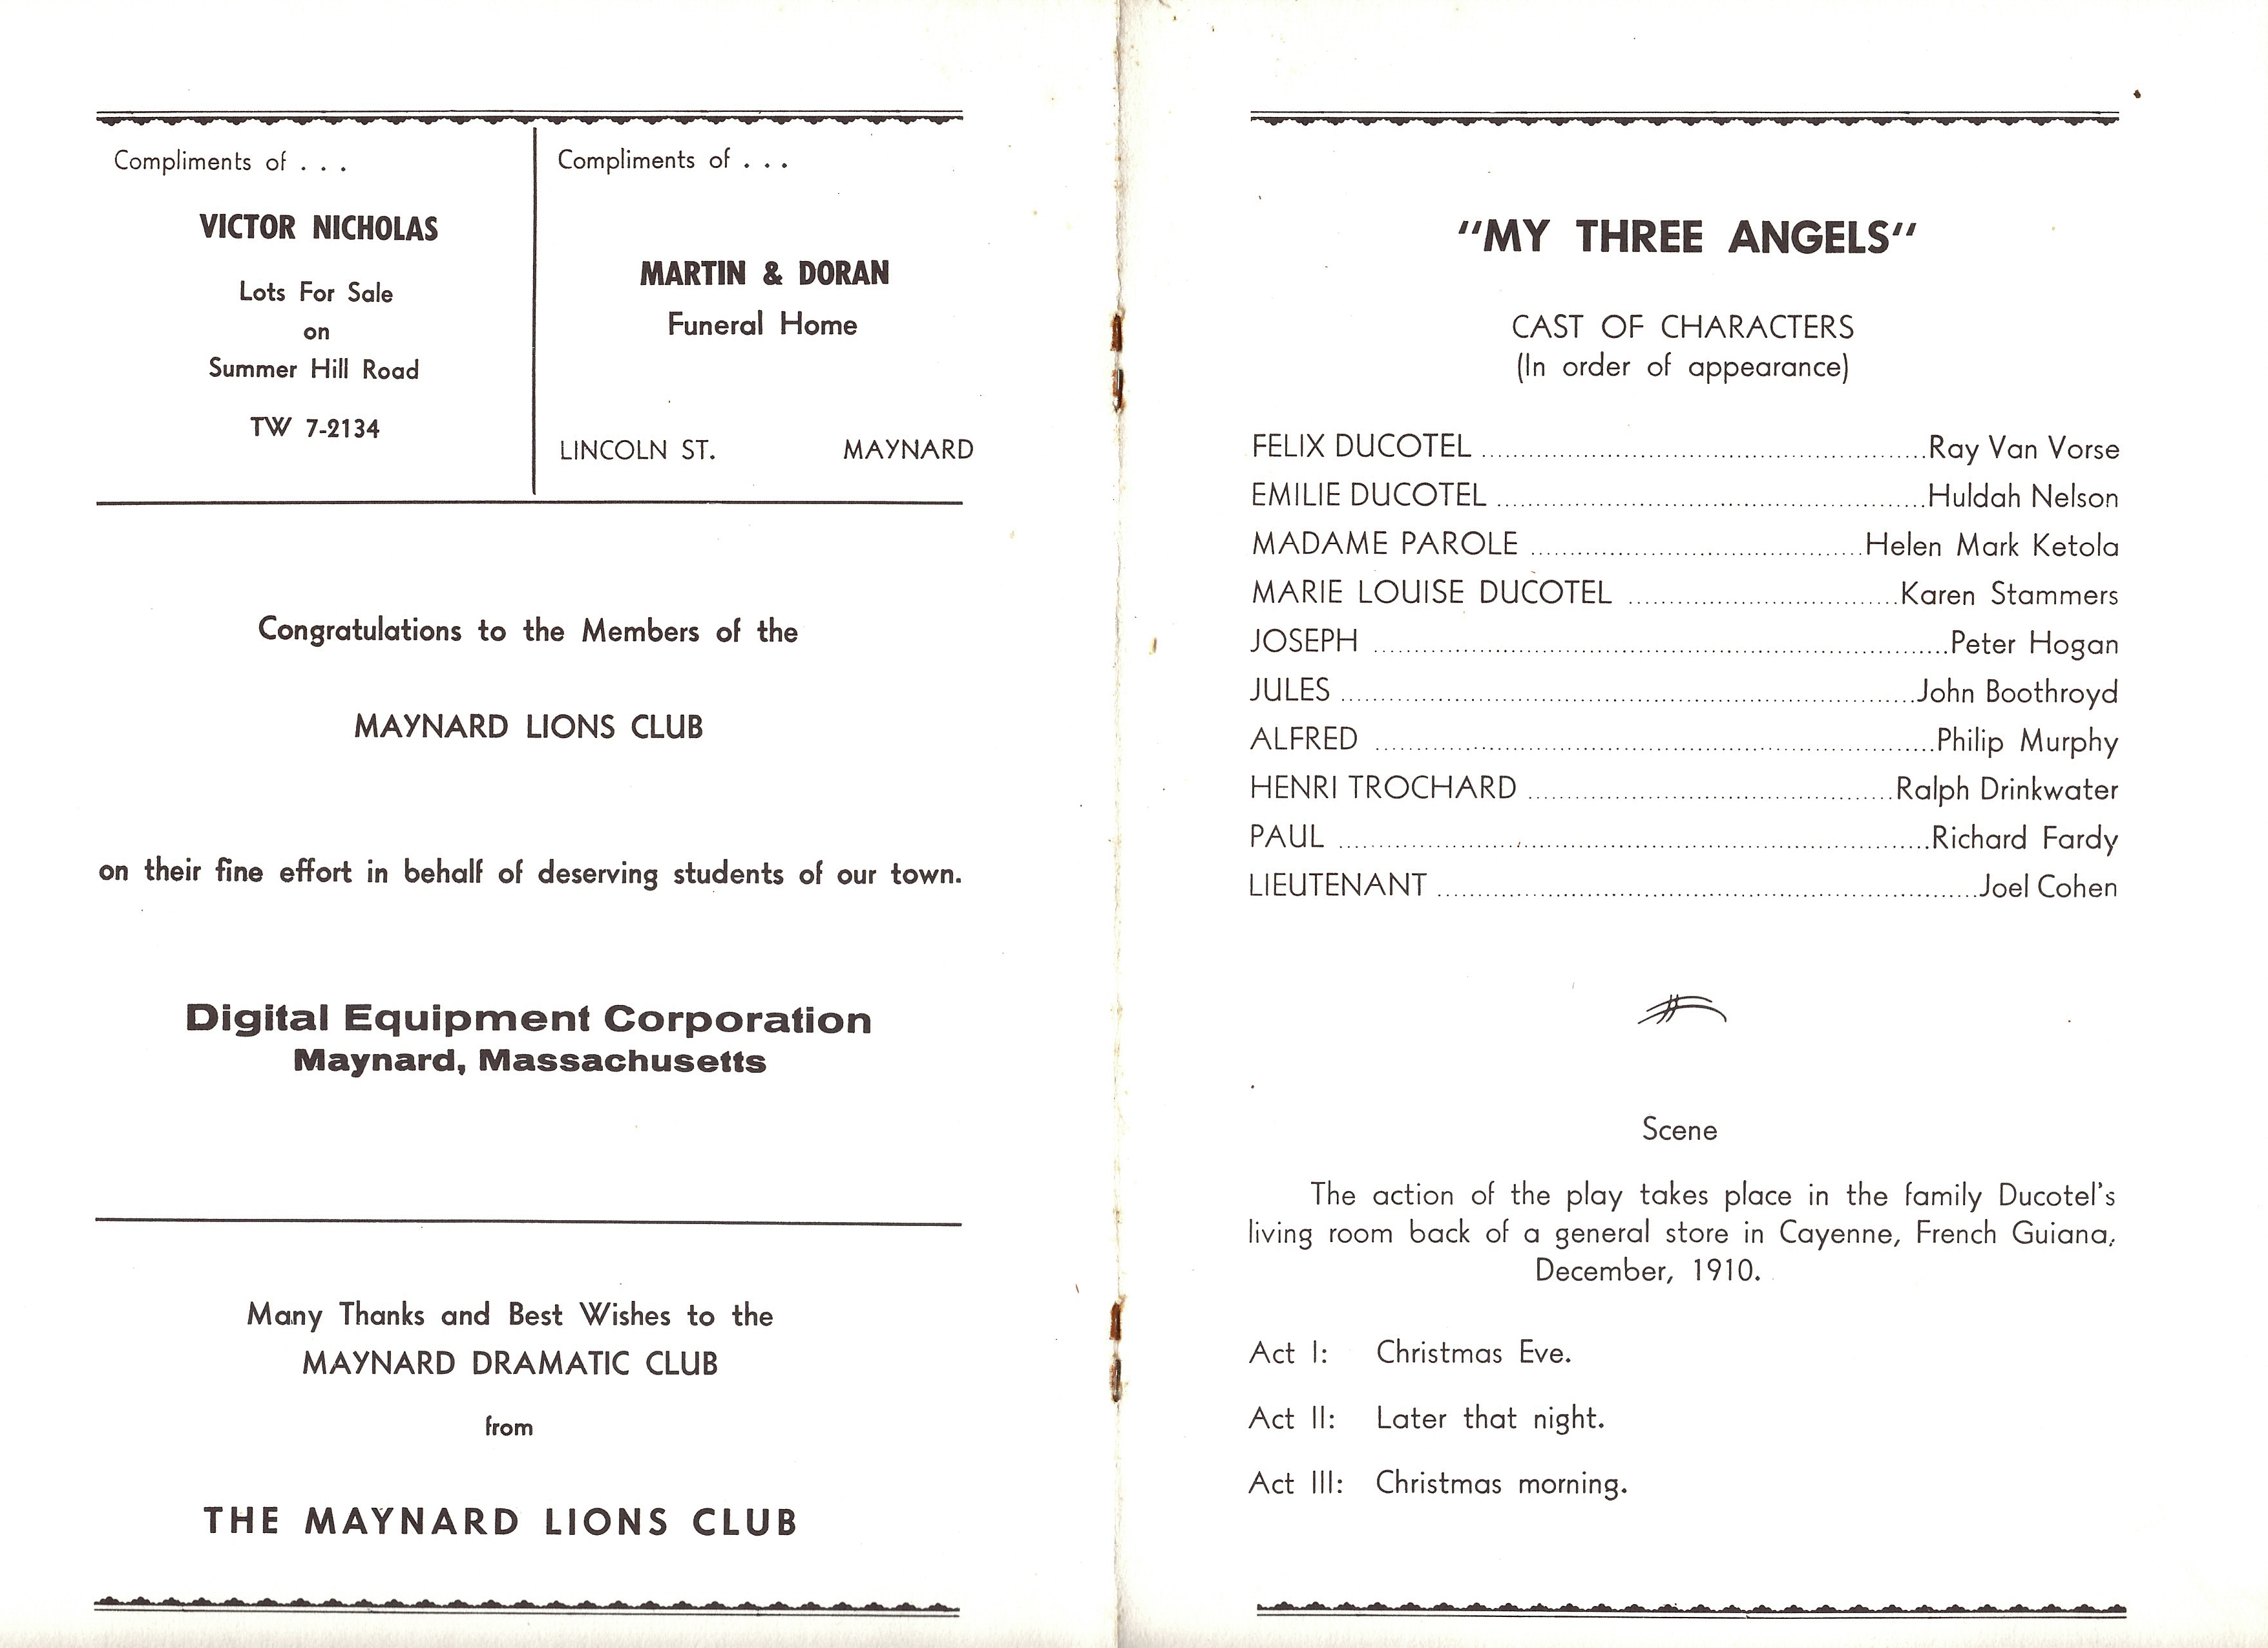 Compliments of . . .
VICTOR NICHOLAS
Lots For Sale
on
Summer Hill Road
TW 7-2134
Compliments of . . .
MARTIN & DORAN
Funeral Home
LINCOLN ST. MAYNARD
Congratulations to the Members of the
MAYNARD LIONS CLUB
on their fine effort in behalf of deserving students of our town.
Digital Equipment Corporation
Maynard, Massachusetts
Many Thanks and Best Wishes to the
MAYNARD DRAMATIC CLUB
from
THE MAYNARD LIONS CLUB
"MY THREE ANGELS"
CAST OF CHARACTERS
(In order of appearance)
FELIX DUCOTEL ........ Ray Van Vorse
EMILIE DUCOTEL ........ Huldah Nelson
MADAME PAROLE ........ Helen Mark Ketola
MARIE LOUISE DUCOTEL ........ Karen Stammers
JOSEPH ........ Peter Hogan
JULES ........ John Boothroyd
ALFRED ........ Philip Murphy
HENRI TROCHARD ........ Ralph Drinkwater
PAUL ........ Richard Fardy
LIEUTENANT ........ Joel Cohen
Scene
The action of the play takes place in the family Ducotel's
living room back of a general store in Cayenne, French Guiana,
December, 1910.
Act I: Christmas Eve.
Act II: Later that night.
Act III: Christmas morning.